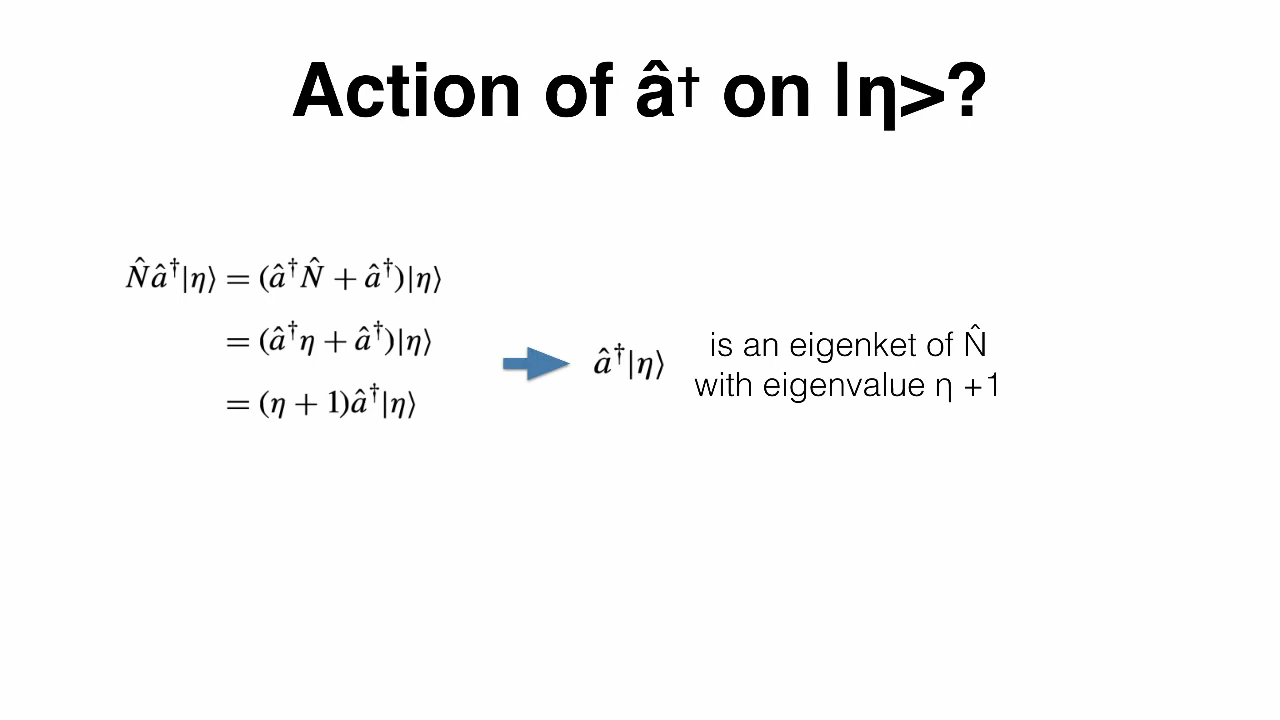 Action of â† on |η>?
N̂â†|η⟩ = (â†N̂ + â†)|η⟩
= (â†η + â†)|η⟩
= (η + 1)â†|η⟩
â†|η⟩
is an eigenket of N̂
with eigenvalue η +1